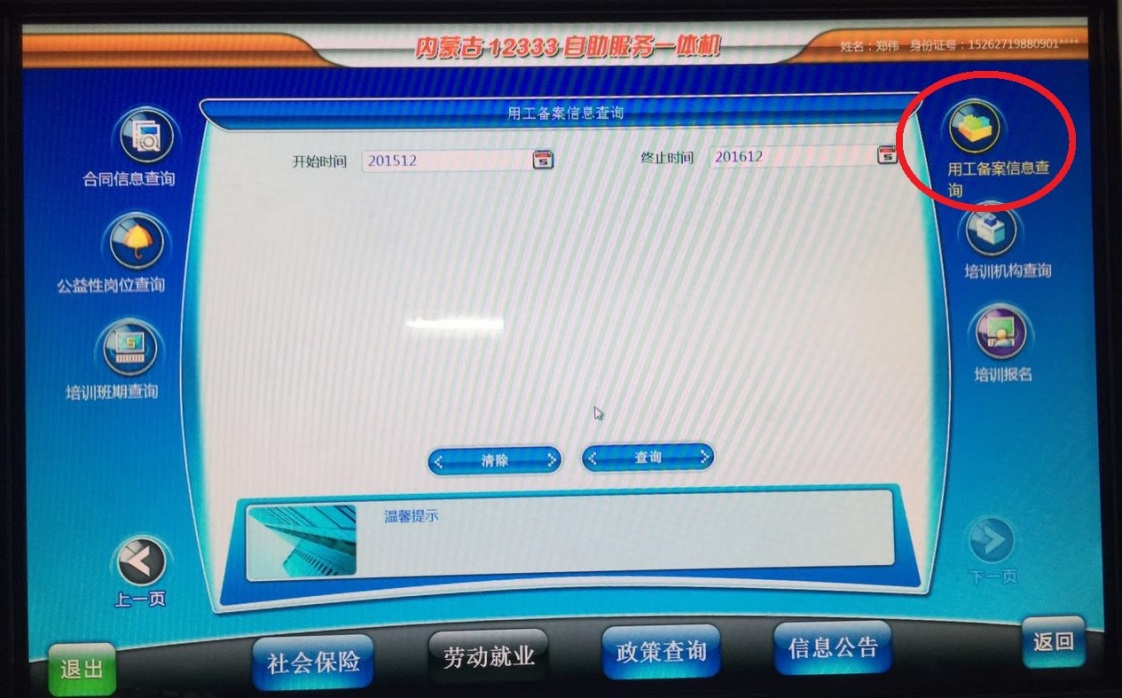 内蒙古12333自助服务一体机
姓名：郑伟 身份证号：15262719880901****
用工备案信息查询
开始时间 201512
终止时间 201612
合同信息查询
公益性岗位查询
培训班期查询
用工备案信息查
询
培训机构查询
培训报名
清除
查询
温馨提示
上一页
下一页
退出
社会保险
劳动就业
政策查询
信息公告
返回